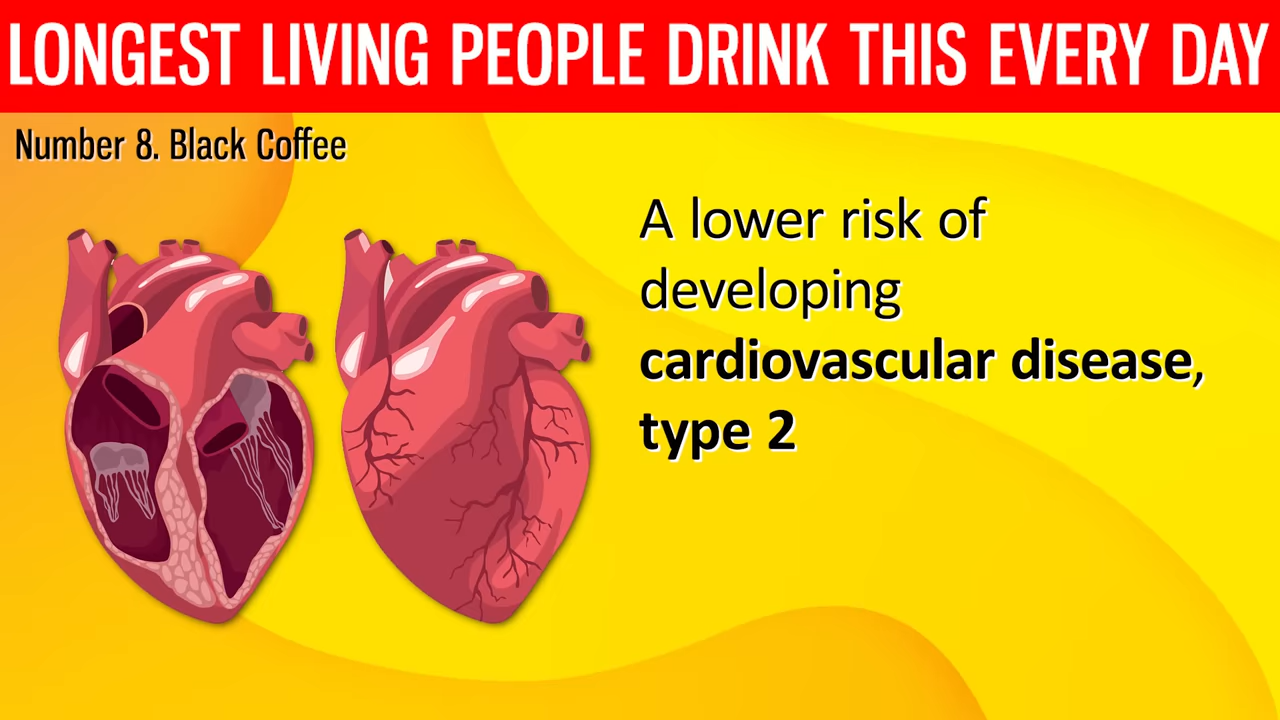 LONGEST LIVING PEOPLE DRINK THIS EVERY DAY
Number 8. Black Coffee
A lower risk of
developing
cardiovascular disease,
type 2